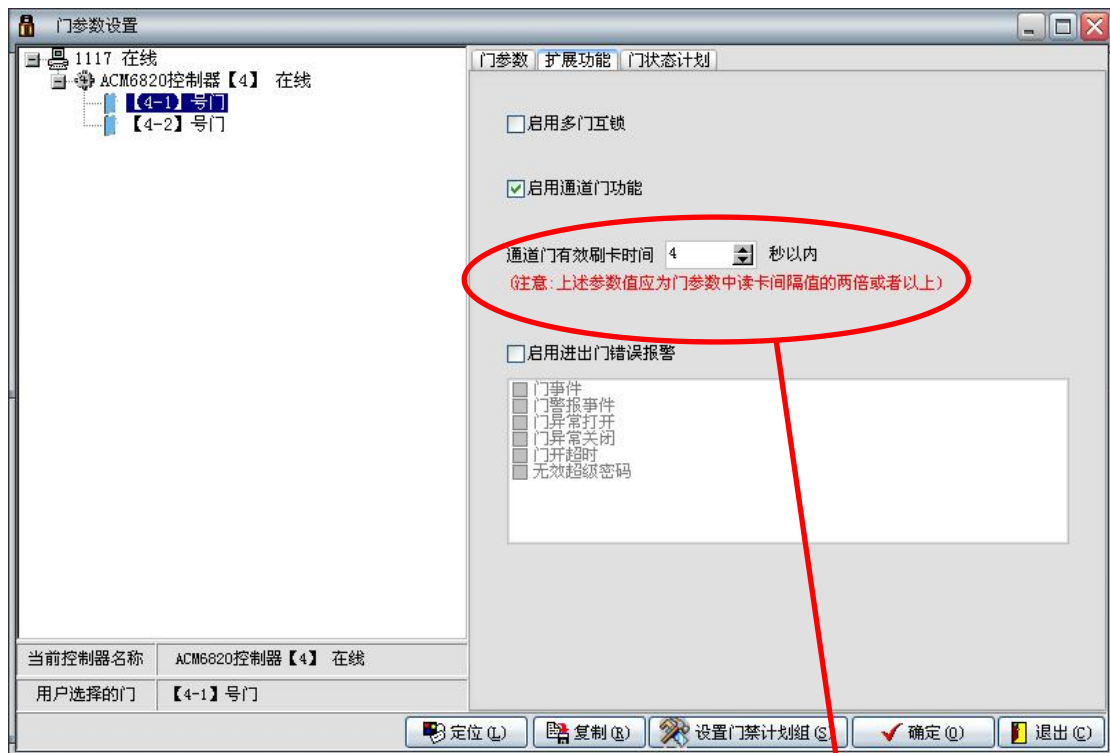 门参数设置
1117 在线
ACM6820控制器【4】 在线
【4-1】号门
【4-2】号门
门参数 扩展功能 门状态计划
启用多门互锁
启用通道门功能
通道门有效刷卡时间 4 秒以内
(注意:上述参数值应为门参数中读卡间隔值的两倍或者以上)
启用进出门错误报警
门事件
门警报事件
门异常打开
门异常关闭
门开超时
无效超级密码
当前控制器名称 ACM6820控制器【4】 在线
用户选择的门 【4-1】号门
定位(L) 复制(R) 设置门禁计划组(S) 确定(O) 退出(C)